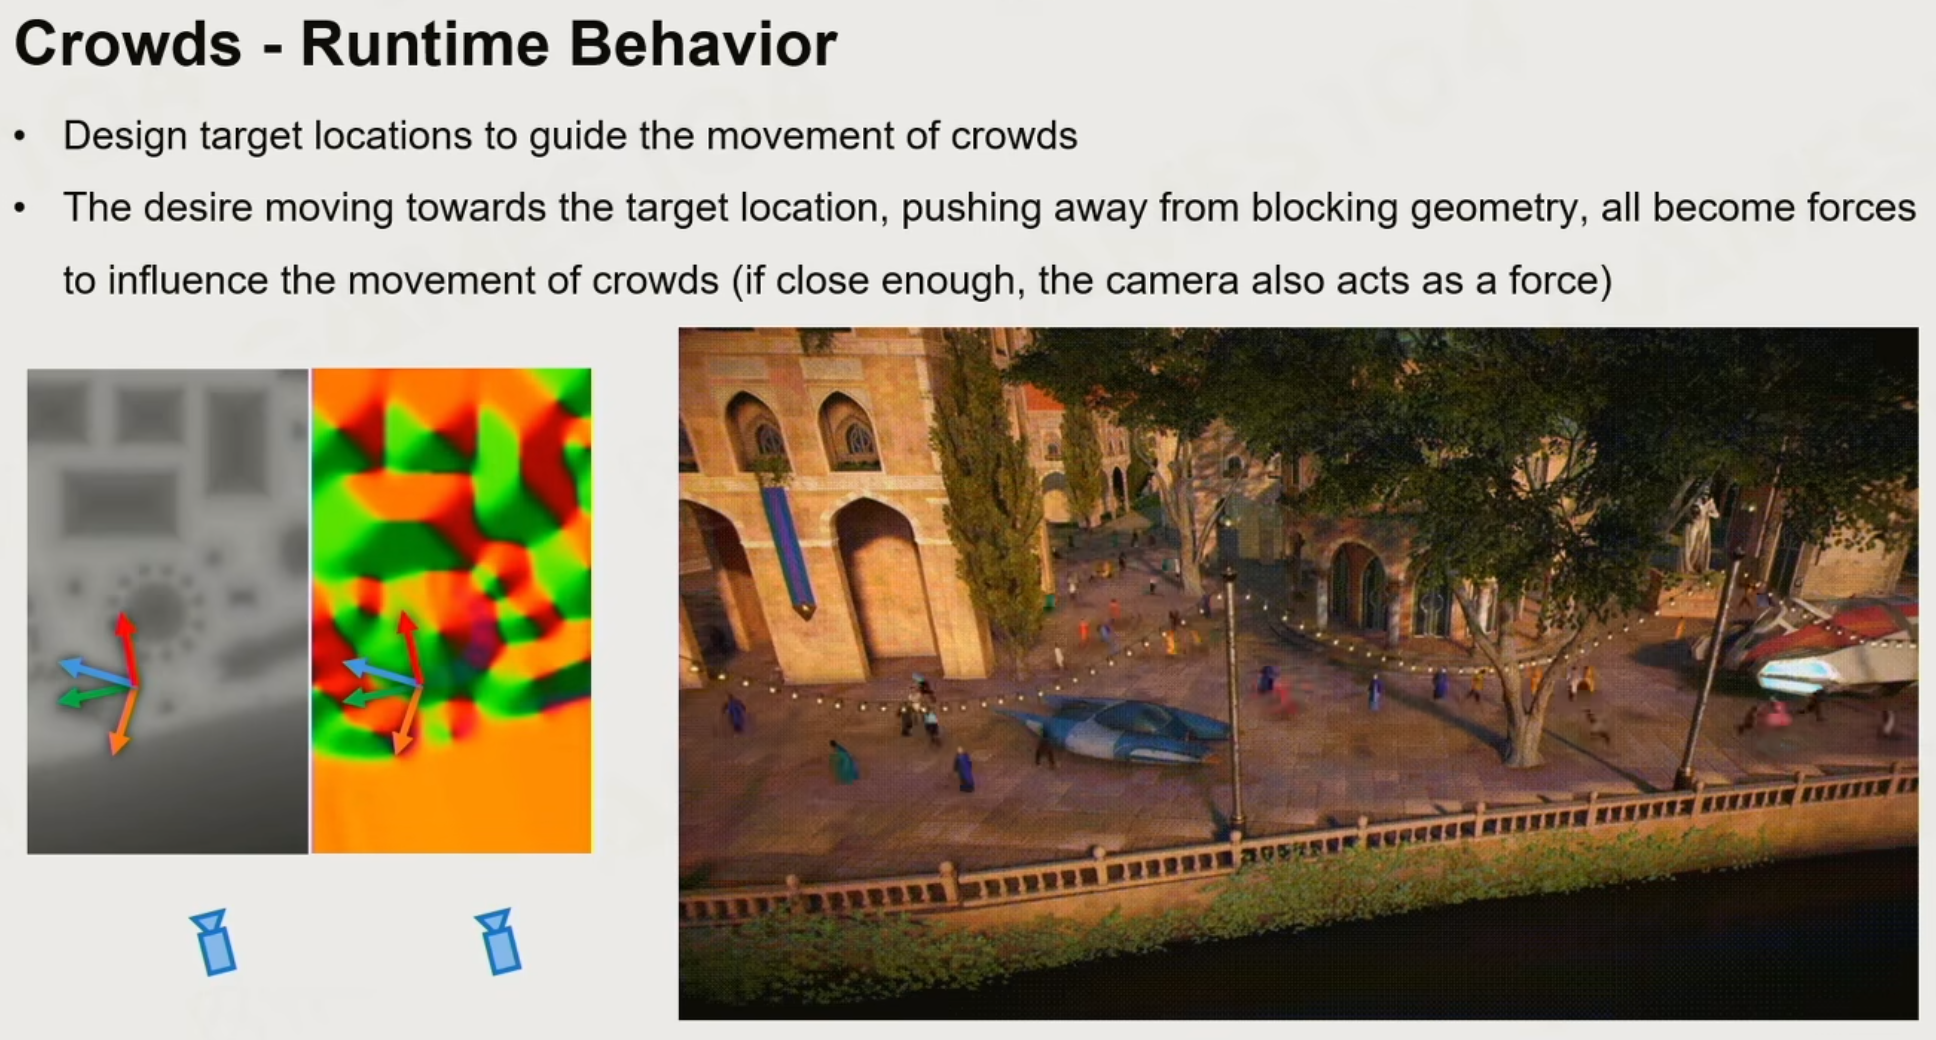 Crowds - Runtime Behavior
• Design target locations to guide the movement of crowds
• The desire moving towards the target location, pushing away from blocking geometry, all become forces
to influence the movement of crowds (if close enough, the camera also acts as a force)